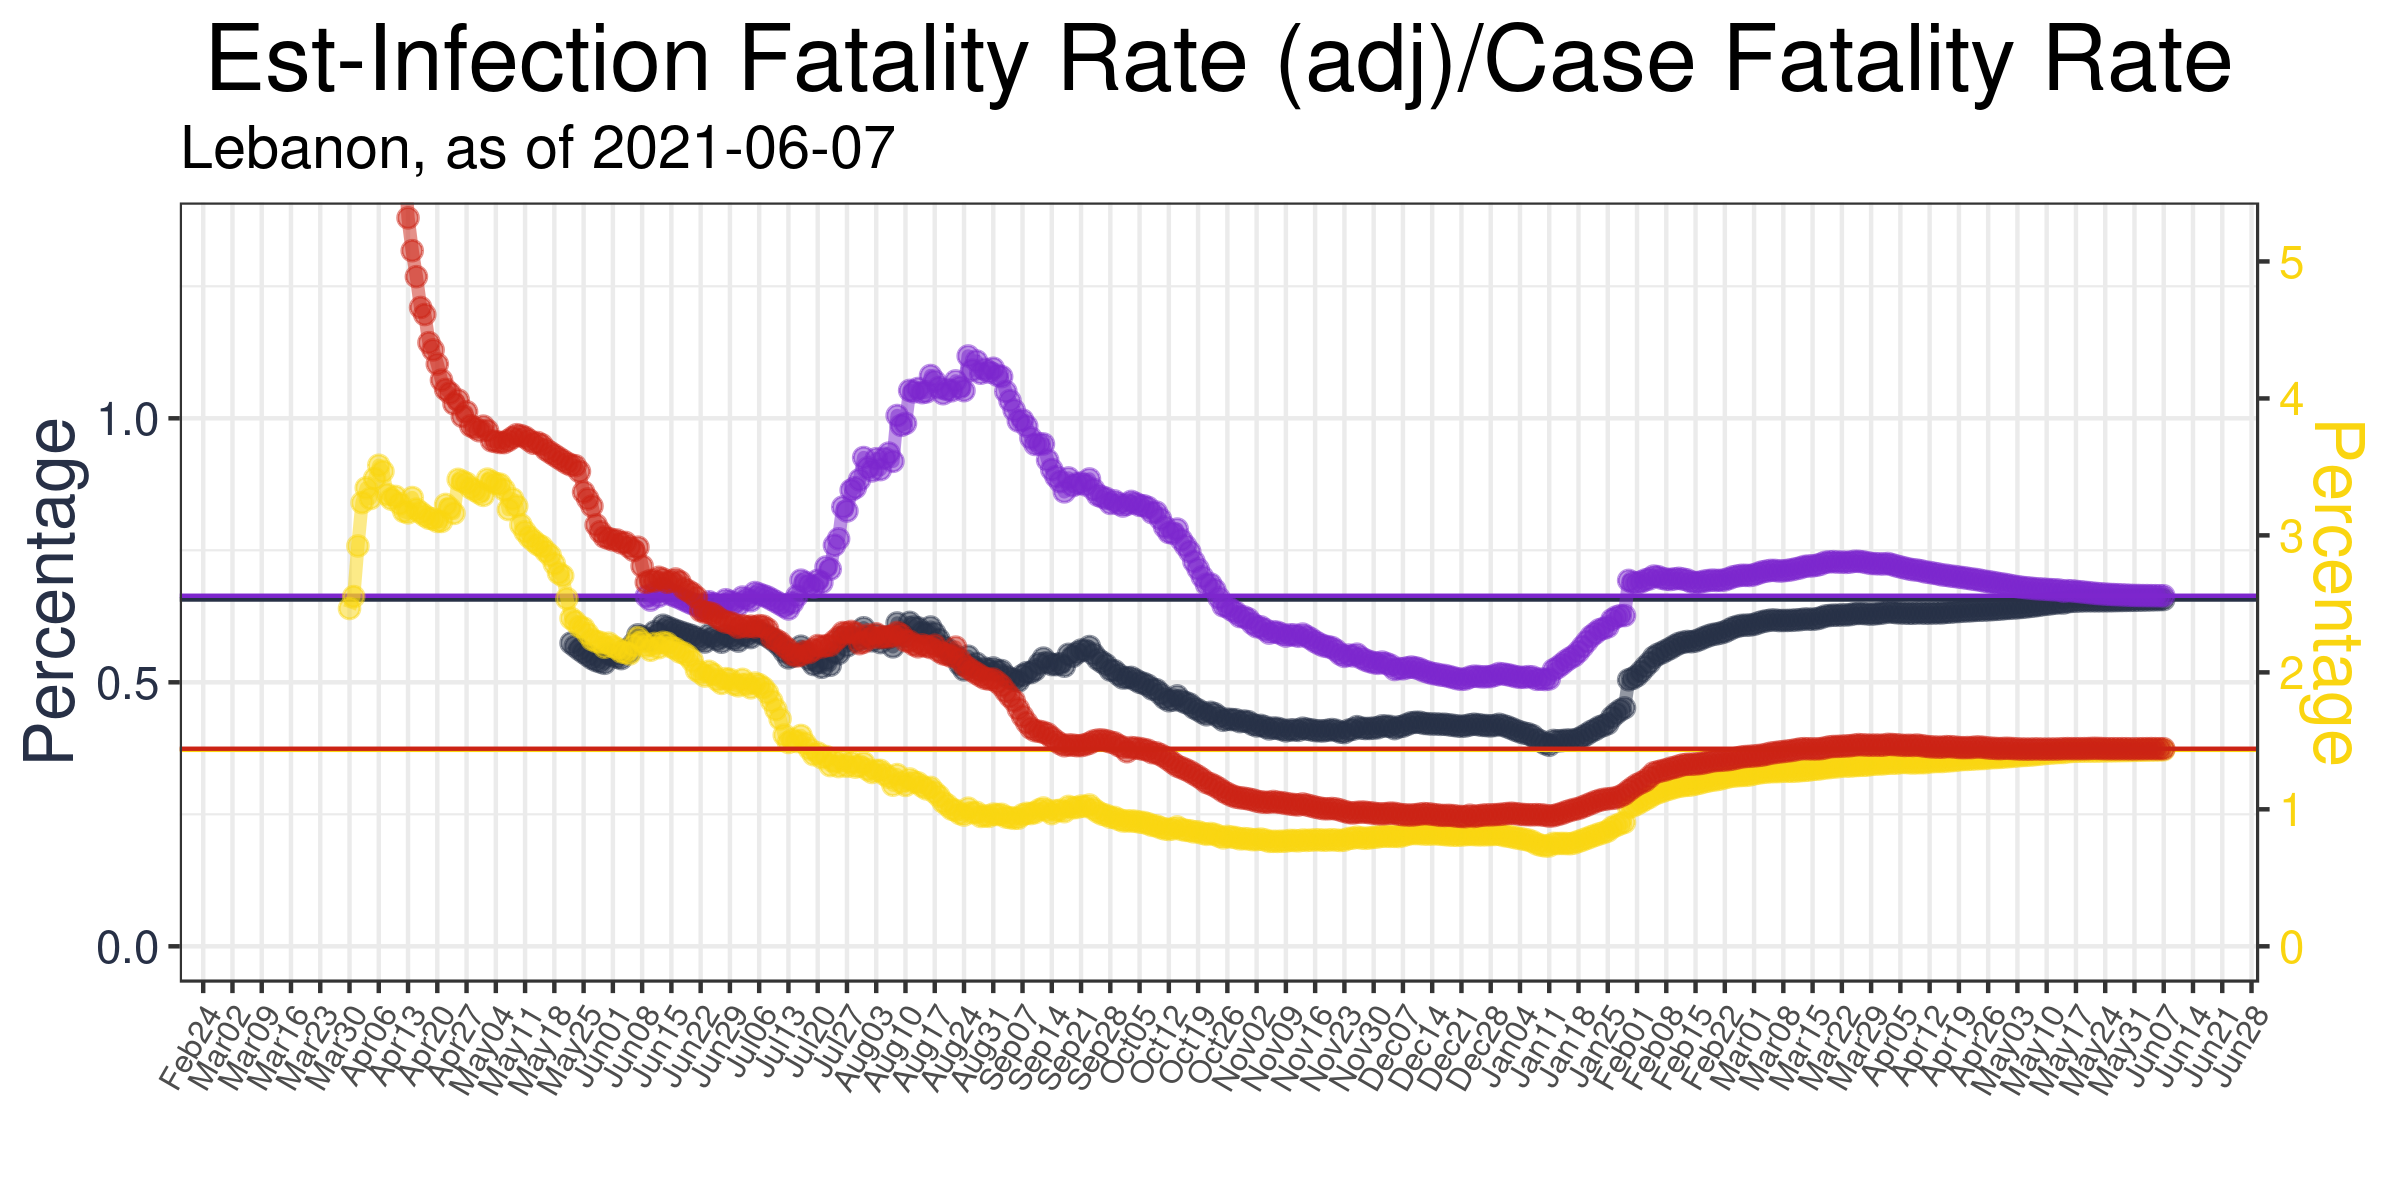 Est-Infection Fatality Rate (adj)/Case Fatality Rate
Lebanon, as of 2021-06-07
Percentage
1.0
0.5
0.0
5
4
3
2
1
0
Percentage
Feb24
Mar02
Mar09
Mar16
Mar23
Mar30
Apr06
Apr13
Apr20
Apr27
May04
May11
May18
May25
Jun01
Jun08
Jun15
Jun22
Jun29
Jul06
Jul13
Jul20
Jul27
Aug03
Aug10
Aug17
Aug24
Aug31
Sep07
Sep14
Sep21
Sep28
Oct05
Oct12
Oct19
Oct26
Nov02
Nov09
Nov16
Nov23
Nov30
Dec07
Dec14
Dec21
Dec28
Jan04
Jan11
Jan18
Jan25
Feb01
Feb08
Feb15
Feb22
Mar01
Mar08
Mar15
Mar22
Mar29
Apr05
Apr12
Apr19
Apr26
May03
May10
May17
May24
May31
Jun07
Jun14
Jun21
Jun28